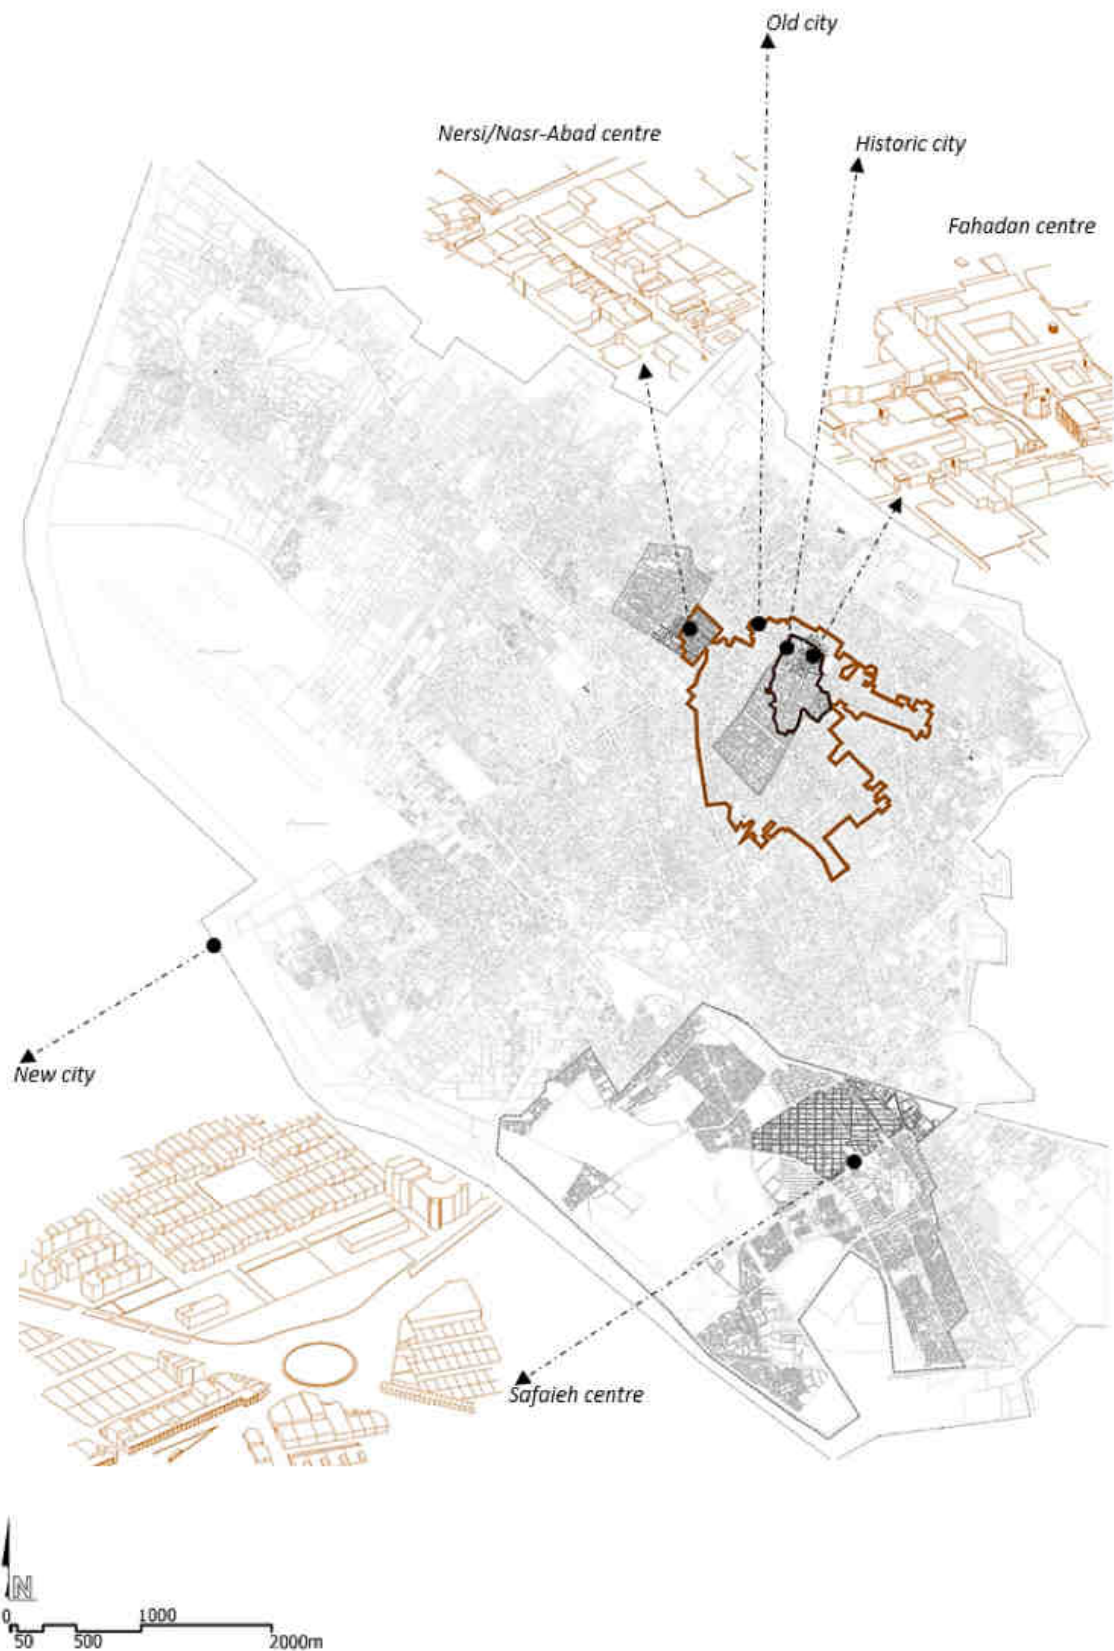 Old city
Nersi/Nasr-Abad centre
Historic city
Fahadan centre
New city
Safaieh centre
N
0 1000
50 500 2000m